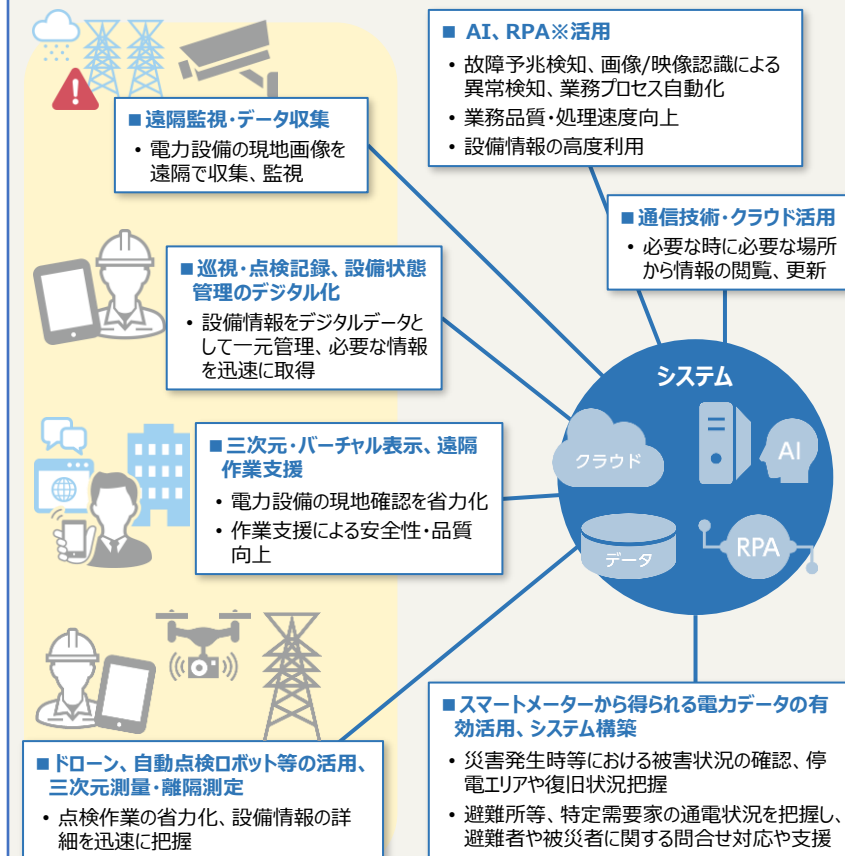 ■ 遠隔監視・データ収集
• 電力設備の現地画像を
遠隔で収集、監視
■ 巡視・点検記録、設備状態
管理のデジタル化
• 設備情報をデジタルデータと
して一元管理、必要な情報
を迅速に取得
■ 三次元・バーチャル表示、遠隔
作業支援
• 電力設備の現地確認を省力化
• 作業支援による安全性・品質
向上
■ ドローン、自動点検ロボット等の活用、
三次元測量・離隔測定
• 点検作業の省力化、設備情報の詳
細を迅速に把握
■ AI、RPA※活用
• 故障予兆検知、画像/映像認識による
異常検知、業務プロセス自動化
• 業務品質・処理速度向上
• 設備情報の高度利用
■ 通信技術・クラウド活用
• 必要な時に必要な場所
から情報の閲覧、更新
システム
クラウド
AI
データ
RPA
■ スマートメーターから得られる電力データの有
効活用、システム構築
• 災害発生時等における被害状況の確認、停
電エリアや復旧状況把握
• 避難所等、特定需要家の通電状況を把握し、
避難者や被災者に関する問合せ対応や支援